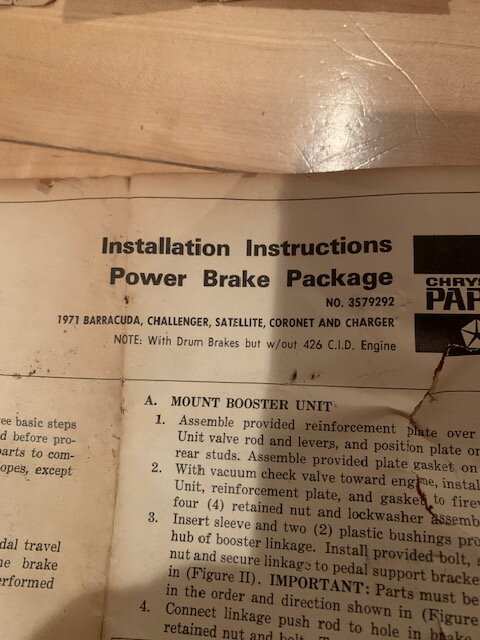 Installation Instructions
Power Brake Package
NO. 3579292
1971 BARRACUDA, CHALLENGER, SATELLITE, CORONET AND CHARGER
NOTE: With Drum Brakes but w/out 426 C.I.D. Engine
CHRYS
PAR
ee basic steps
d before pro-
parts to com-
opes, except
dal travel
he brake
erformed
A. MOUNT BOOSTER UNIT
1. Assemble provided reinforcement plate over
Unit valve rod and levers, and position plate on
rear studs. Assemble provided plate gasket on
2. With vacuum check valve toward engine, instal
Unit, reinforcement plate, and gasket to firew
four (4) retained nut and lockwasher assemb
3. Insert sleeve and two (2) plastic bushings pro
hub of booster linkage. Install provided bolt,
nut and secure linkage to pedal support bracke
in (Figure II). IMPORTANT: Parts must be
in the order and direction shown in (Figure
4. Connect linkage push rod to hole in brake
retained nut and bolt.